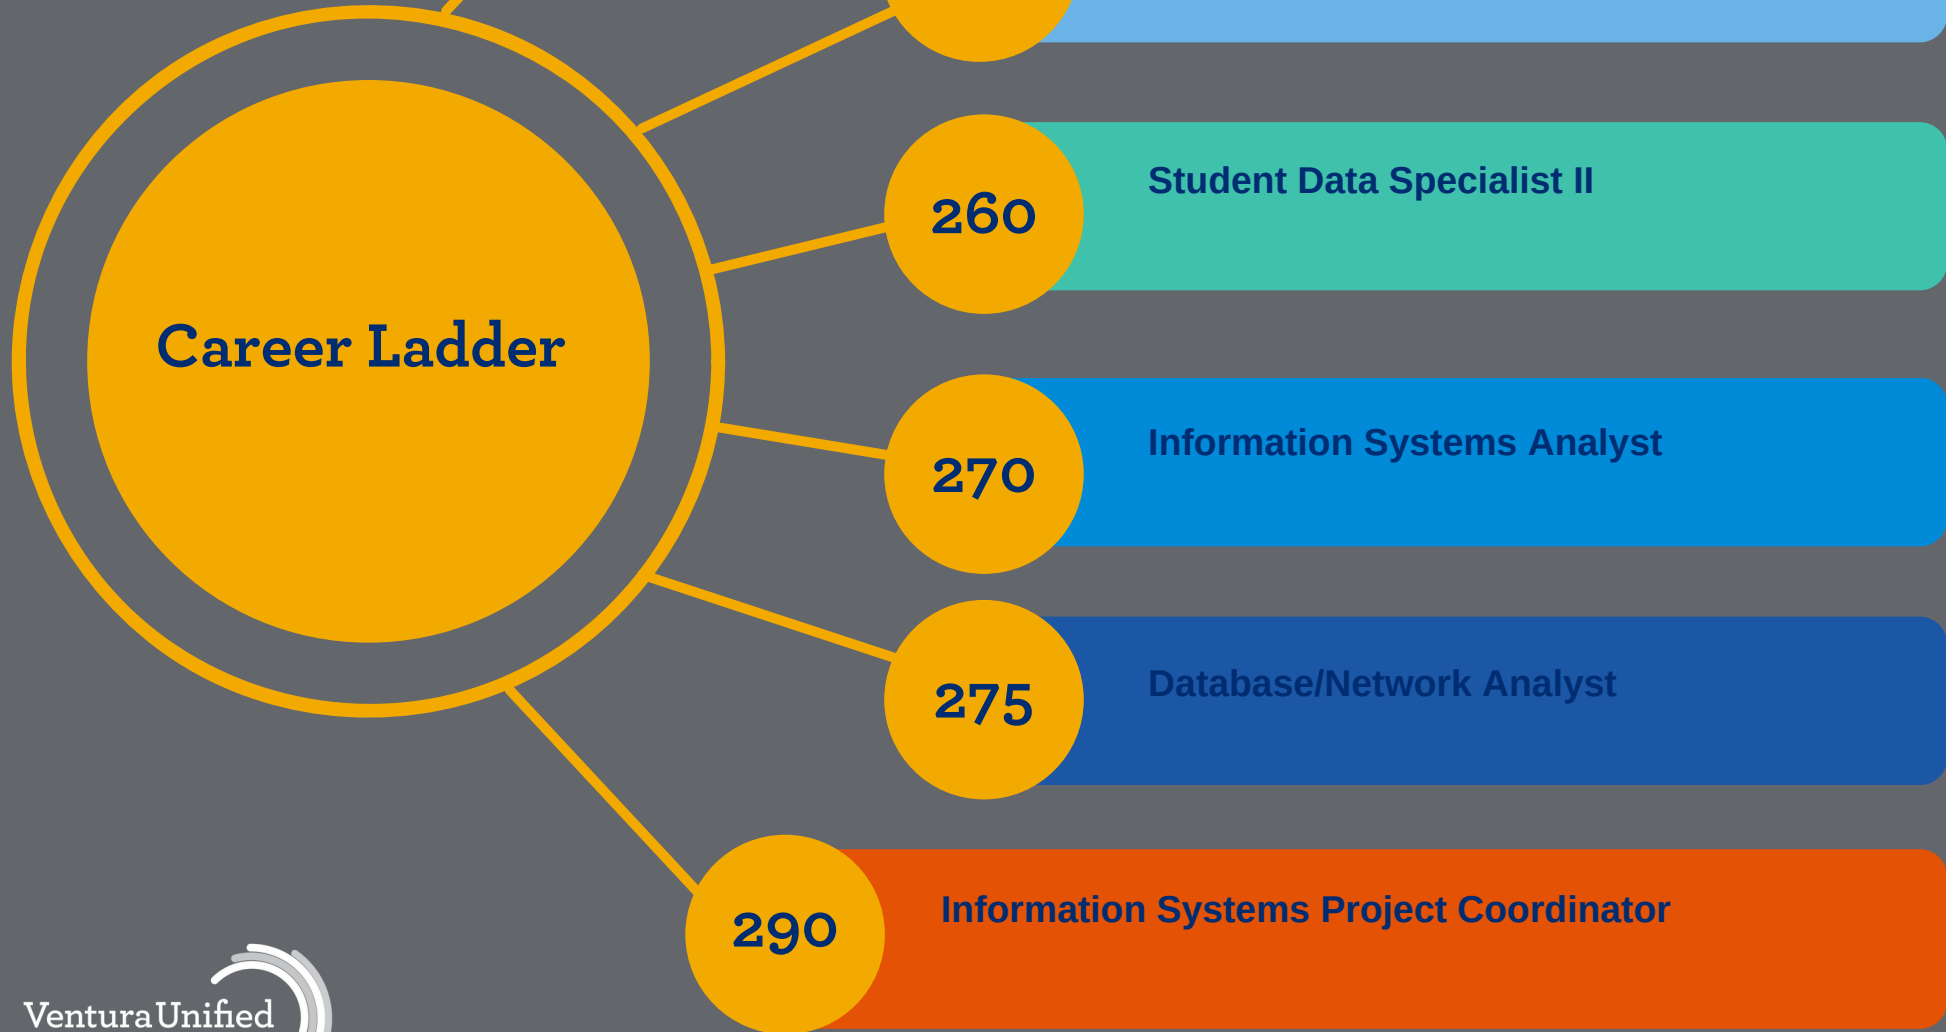 Career Ladder
260
Student Data Specialist II
270
Information Systems Analyst
275
Database/Network Analyst
290
Information Systems Project Coordinator
Ventura Unified